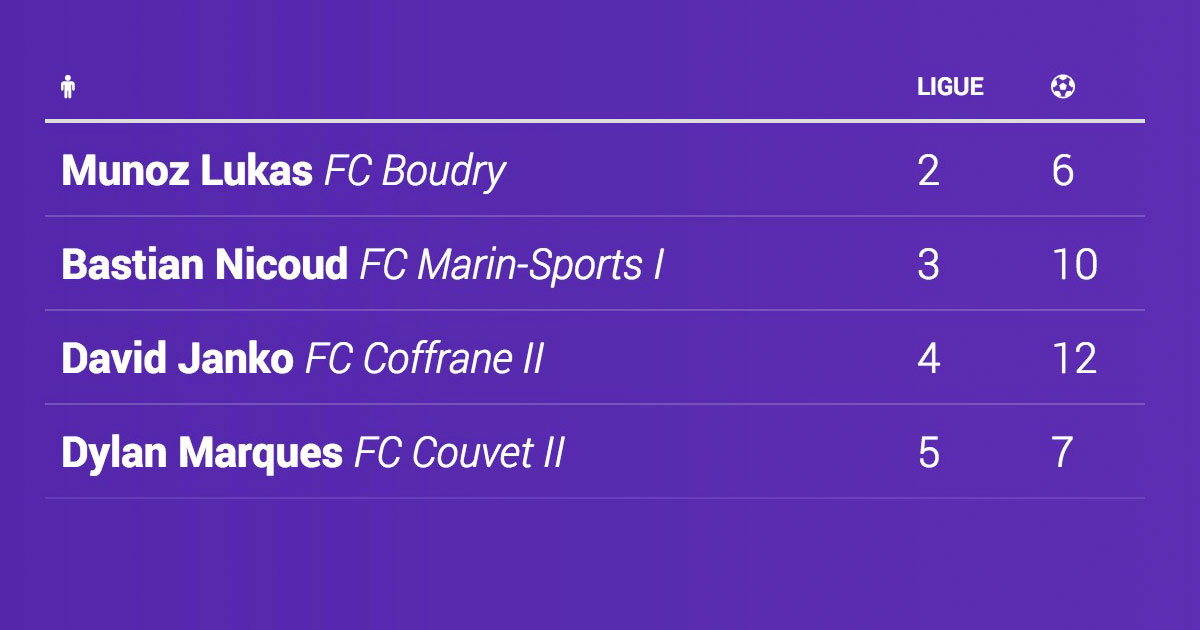 LIGUE
Munoz Lukas FC Boudry 2 6
Bastian Nicoud FC Marin-Sports I 3 10
David Janko FC Coffrane II 4 12
Dylan Marques FC Couvet II 5 7